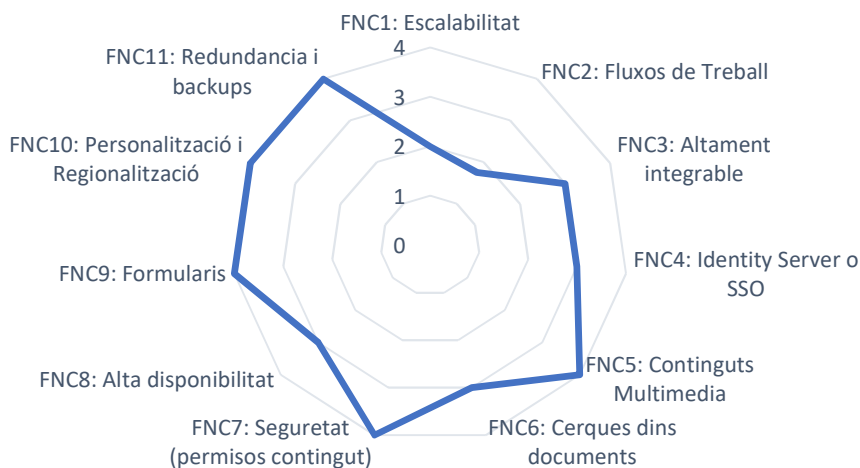 FNC1: Escalabilitat
FNC2: Fluxos de Treball
FNC3: Altament
integrable
FNC4: Identity Server o
SSO
FNC5: Continguts
Multimedia
FNC6: Cerques dins
documents
FNC7: Seguretat
(permisos contingut)
FNC8: Alta disponibilitat
FNC9: Formularis
FNC10: Personalització i
Regionalització
FNC11: Redundancia i
backups
4
3
2
1
0